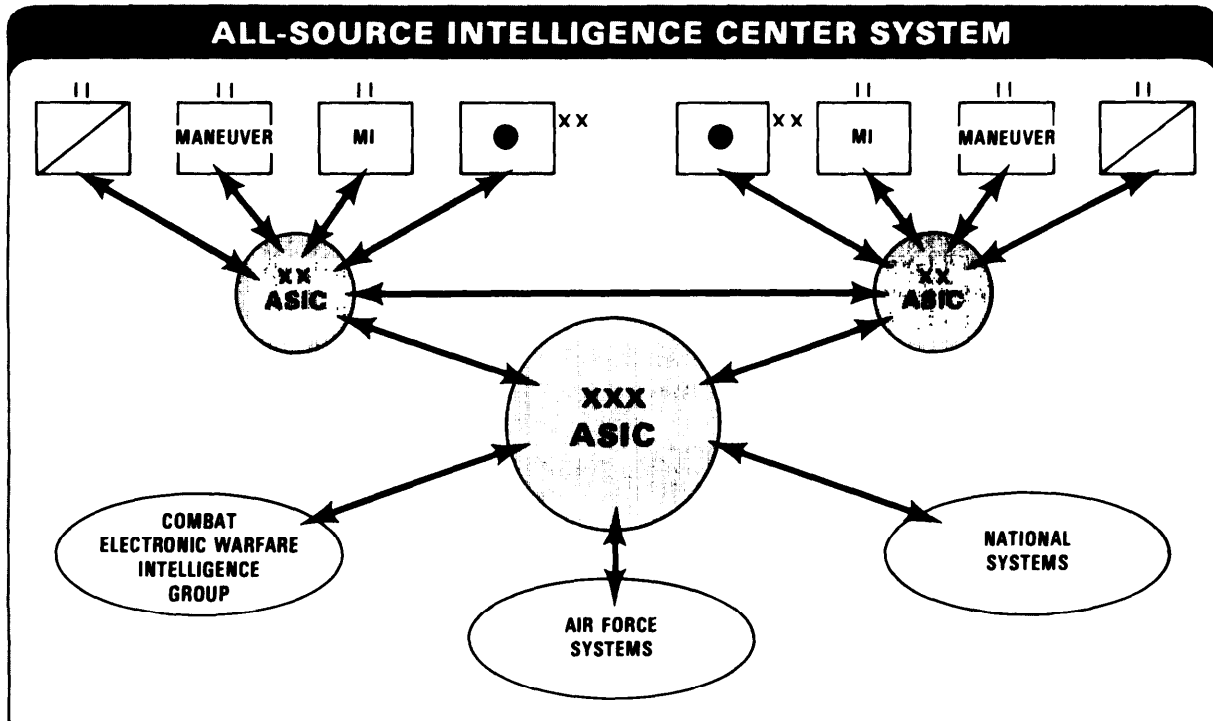 ALL-SOURCE INTELLIGENCE CENTER SYSTEM
II II II II II II
MANEUVER MI XX XX MI MANEUVER
XX
ASIC
XX
ASIC
XXX
ASIC
COMBAT
ELECTRONIC WARFARE
INTELLIGENCE
GROUP
NATIONAL
SYSTEMS
AIR FORCE
SYSTEMS